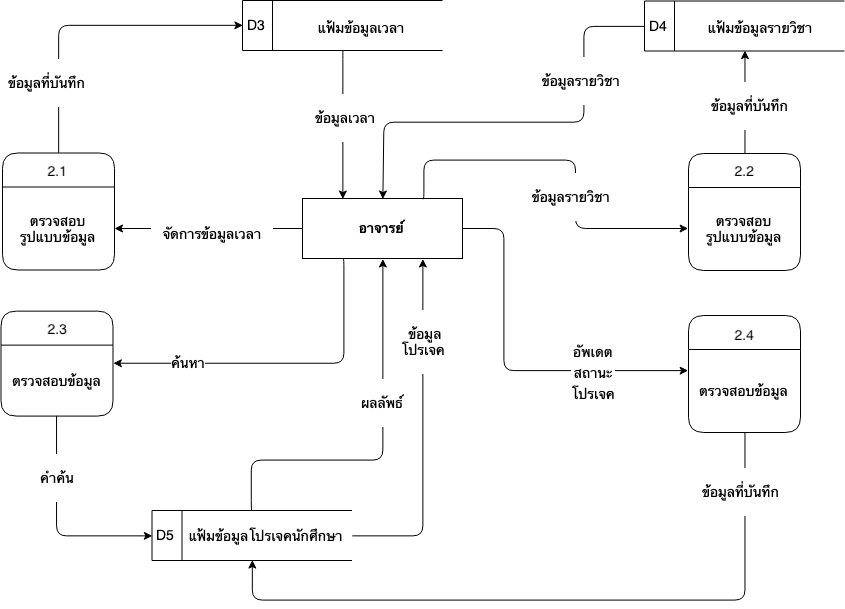 D3
แฟ้มข้อมูลเวลา
D4
แฟ้มข้อมูลรายวิชา
ข้อมูลที่บันทึก
ข้อมูลรายวิชา
ข้อมูลที่บันทึก
ข้อมูลเวลา
2.1
ตรวจสอบ
รูปแบบข้อมูล
2.2
ตรวจสอบ
รูปแบบข้อมูล
ข้อมูลรายวิชา
อาจารย์
จัดการข้อมูลเวลา
2.3
ตรวจสอบข้อมูล
ค้นหา
ข้อมูล
โปรเจค
อัพเดต
สถานะ
โปรเจค
2.4
ตรวจสอบข้อมูล
ผลลัพธ์
คำค้น
ข้อมูลที่บันทึก
D5
แฟ้มข้อมูลโปรเจคนักศึกษา